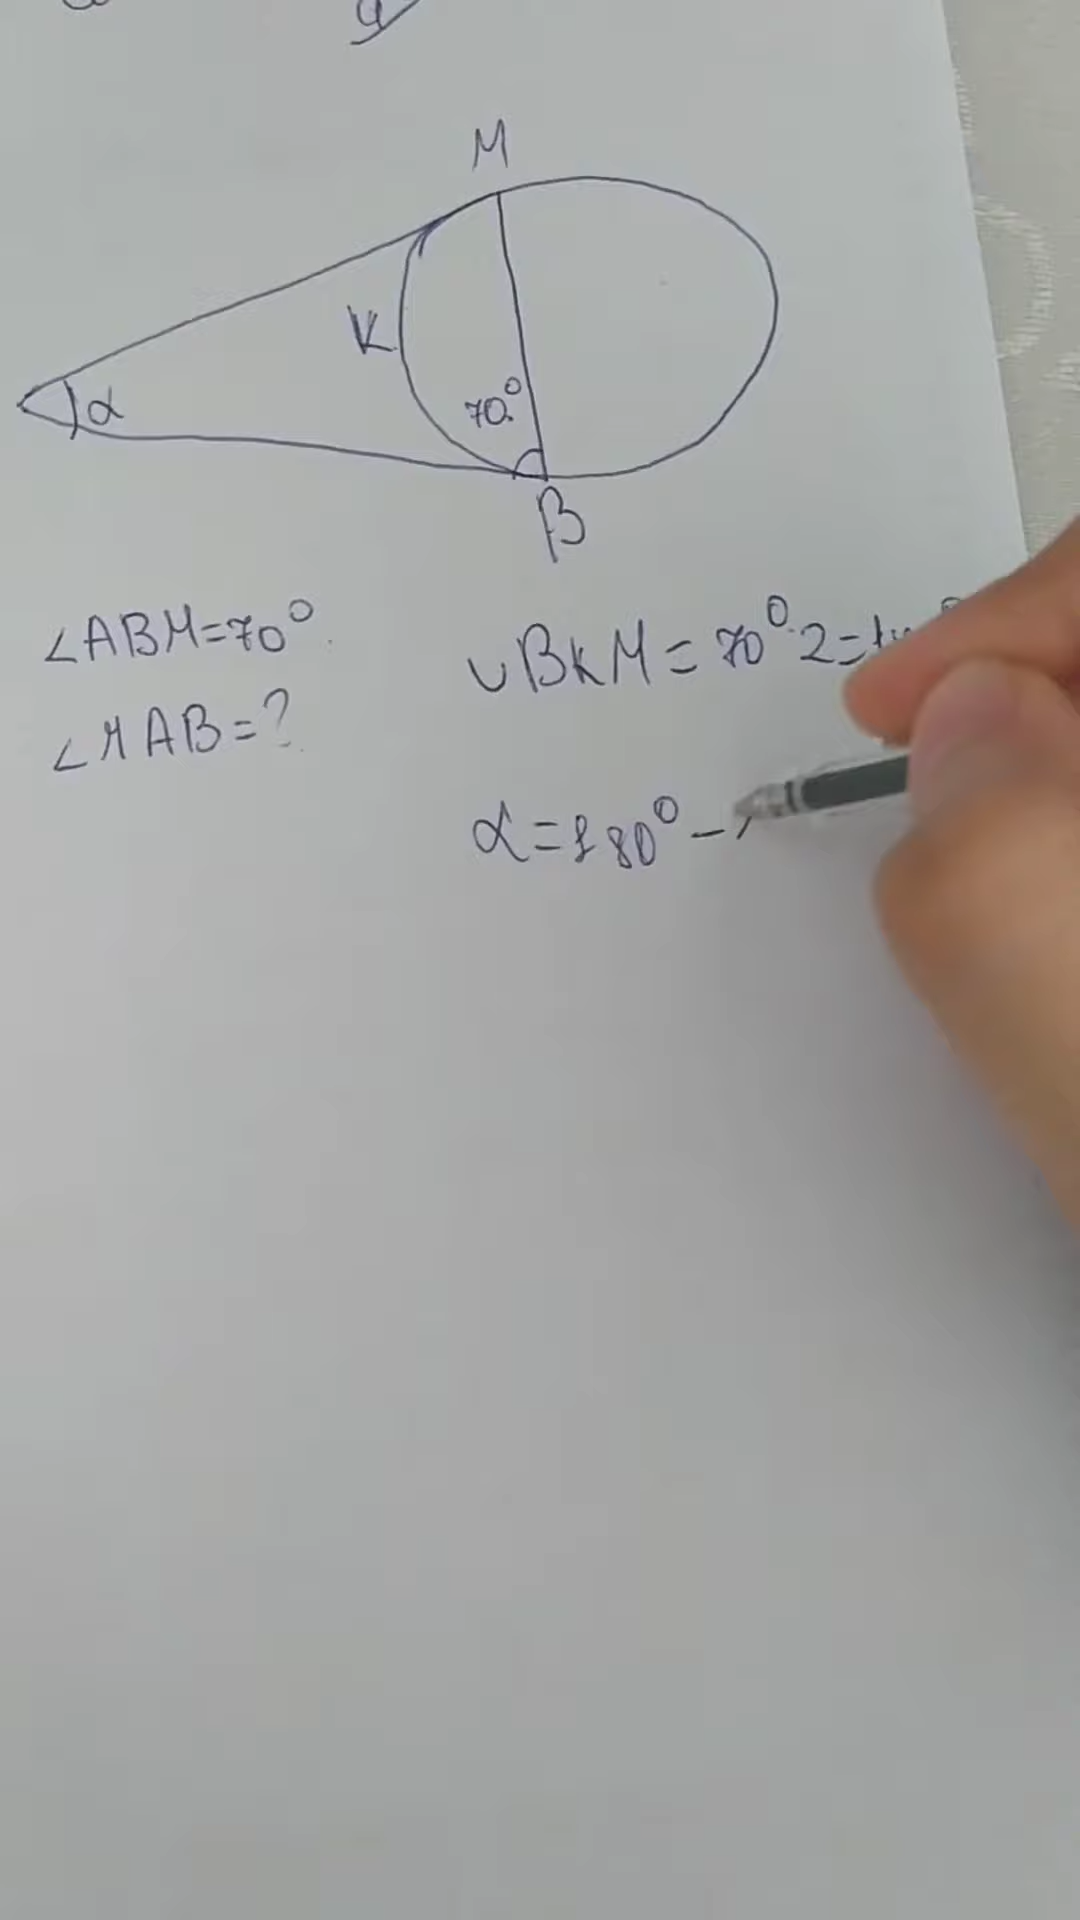 M
α
K
70°
B
∠ABM=70°
∠MAB=?
∪BKM=70°·2=
α=180°-